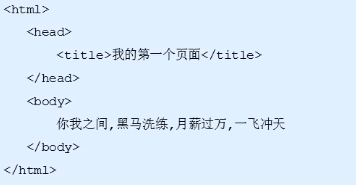 <html>
<head>
<title>我的第一个页面</title>
</head>
<body>
你我之间,黑马洗练,月薪过万,一飞冲天
</body>
</html>